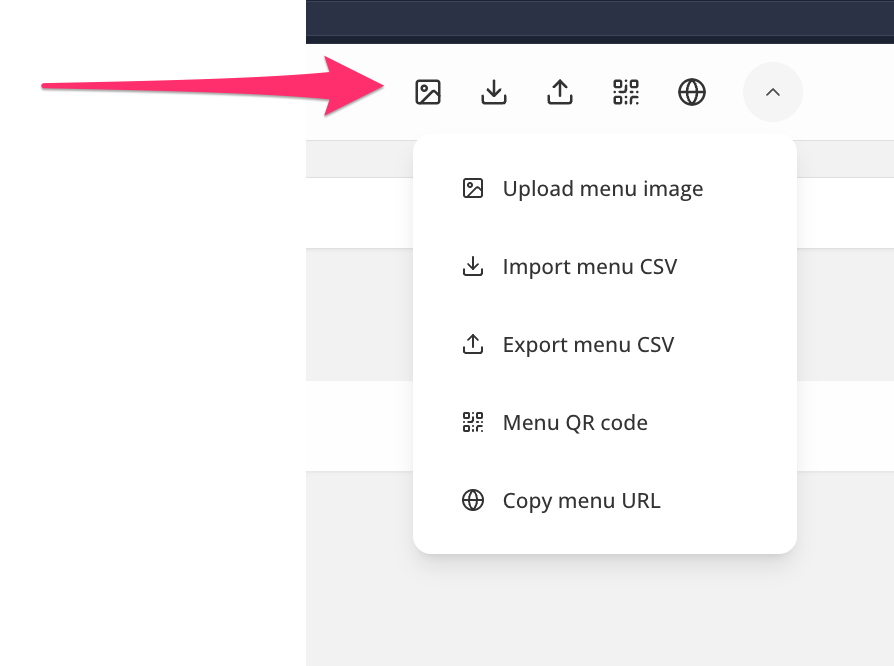 Upload menu image
Import menu CSV
Export menu CSV
Menu QR code
Copy menu URL